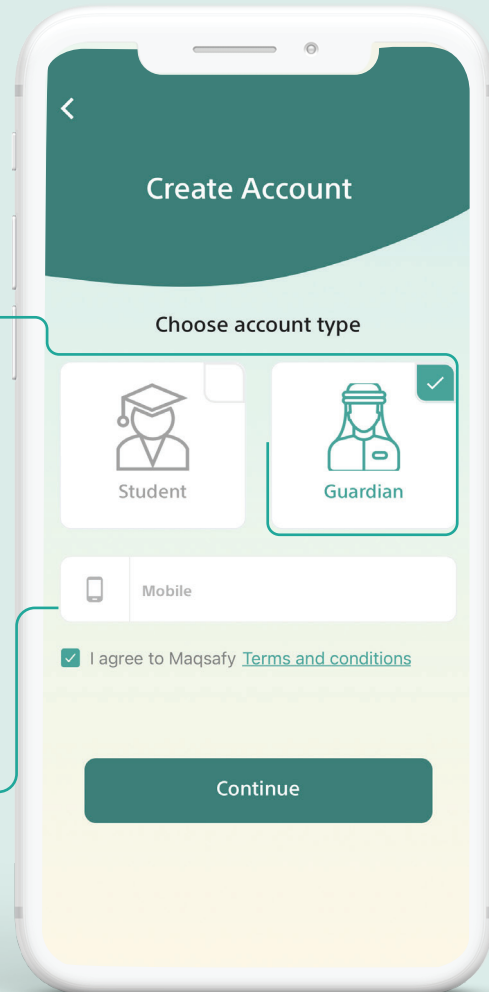 Create Account
Choose account type
Student
Guardian
Mobile
I agree to Maqsafy Terms and conditions
Continue